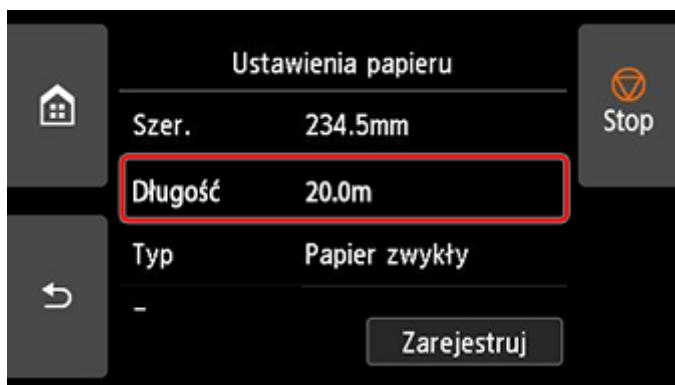 Ustawienia papieru
Szer. 234.5mm
Stop
Długość 20.0m
Typ Papier zwykły
–
Zarejestruj